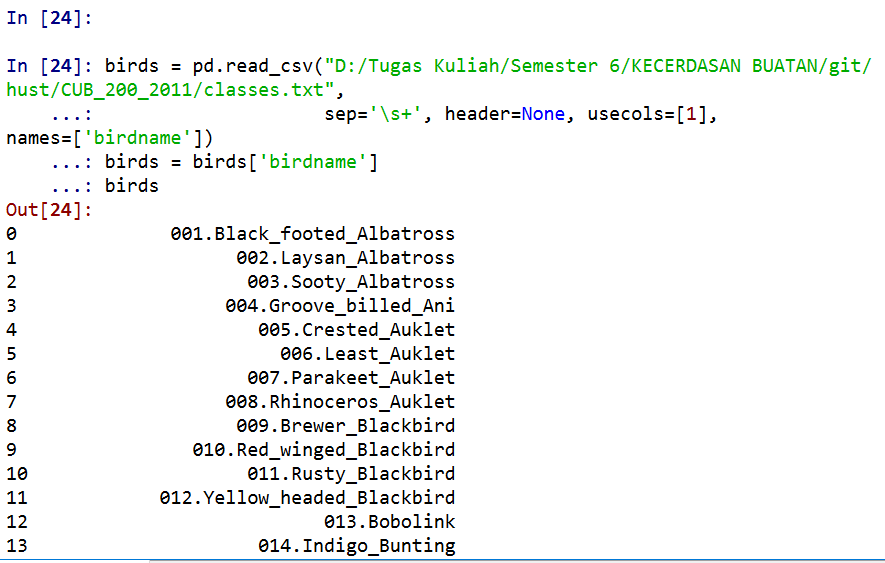 In [24]:
In [24]: birds = pd.read_csv("D:/Tugas Kuliah/Semester 6/KECERDASAN BUATAN/git/
hust/CUB_200_2011/classes.txt",
...: sep='\s+', header=None, usecols=[1],
names=['birdname'])
...: birds = birds['birdname']
...: birds
Out[24]:
0 001.Black_footed_Albatross
1 002.Laysan_Albatross
2 003.Sooty_Albatross
3 004.Groove_billed_Ani
4 005.Crested_Auklet
5 006.Least_Auklet
6 007.Parakeet_Auklet
7 008.Rhinoceros_Auklet
8 009.Brewer_Blackbird
9 010.Red_winged_Blackbird
10 011.Rusty_Blackbird
11 012.Yellow_headed_Blackbird
12 013.Bobolink
13 014.Indigo_Bunting